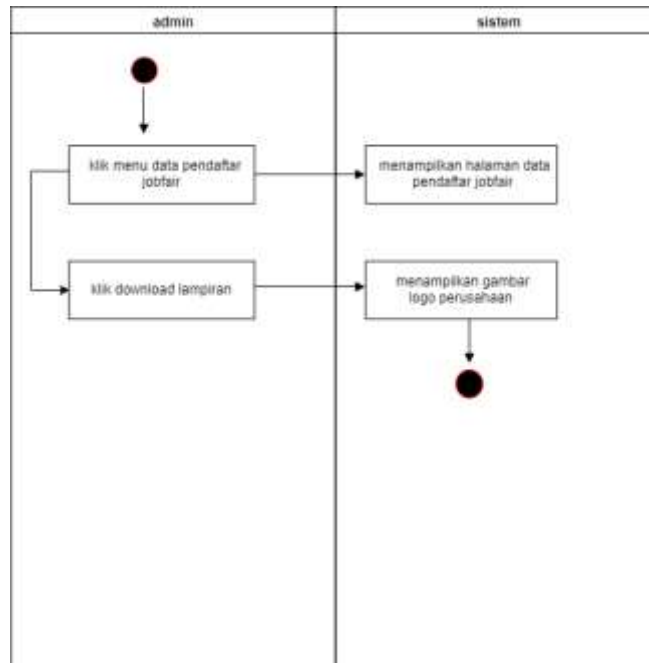 admin
sistem
klik menu data pendaftar
jobfair
menampilkan halaman data
pendaftar jobfair
klik download lampiran
menampilkan gambar
logo perusahaan